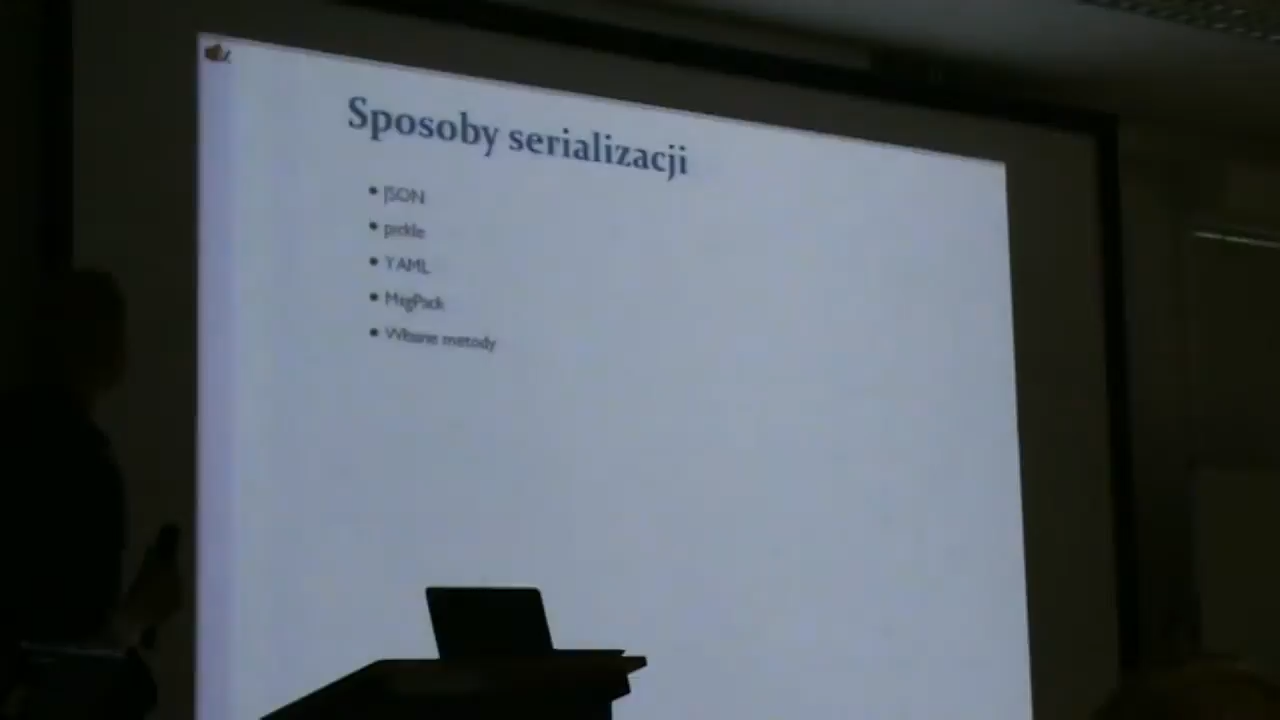 Sposoby serializacji
JSON
pickle
YAML
MsgPack
Własne metody